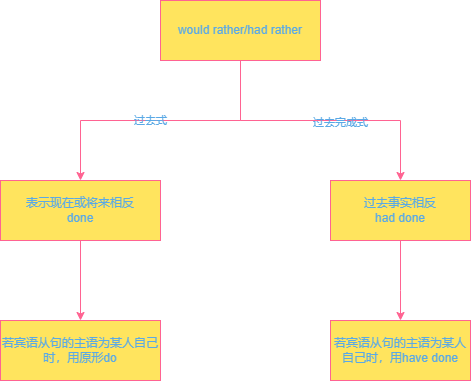 would rather/had rather
过去式
过去完成式
表示现在或将来相反
done
过去事实相反
had done
若宾语从句的主语为某人自己
时，用原形do
若宾语从句的主语为某人
自己时，用have done